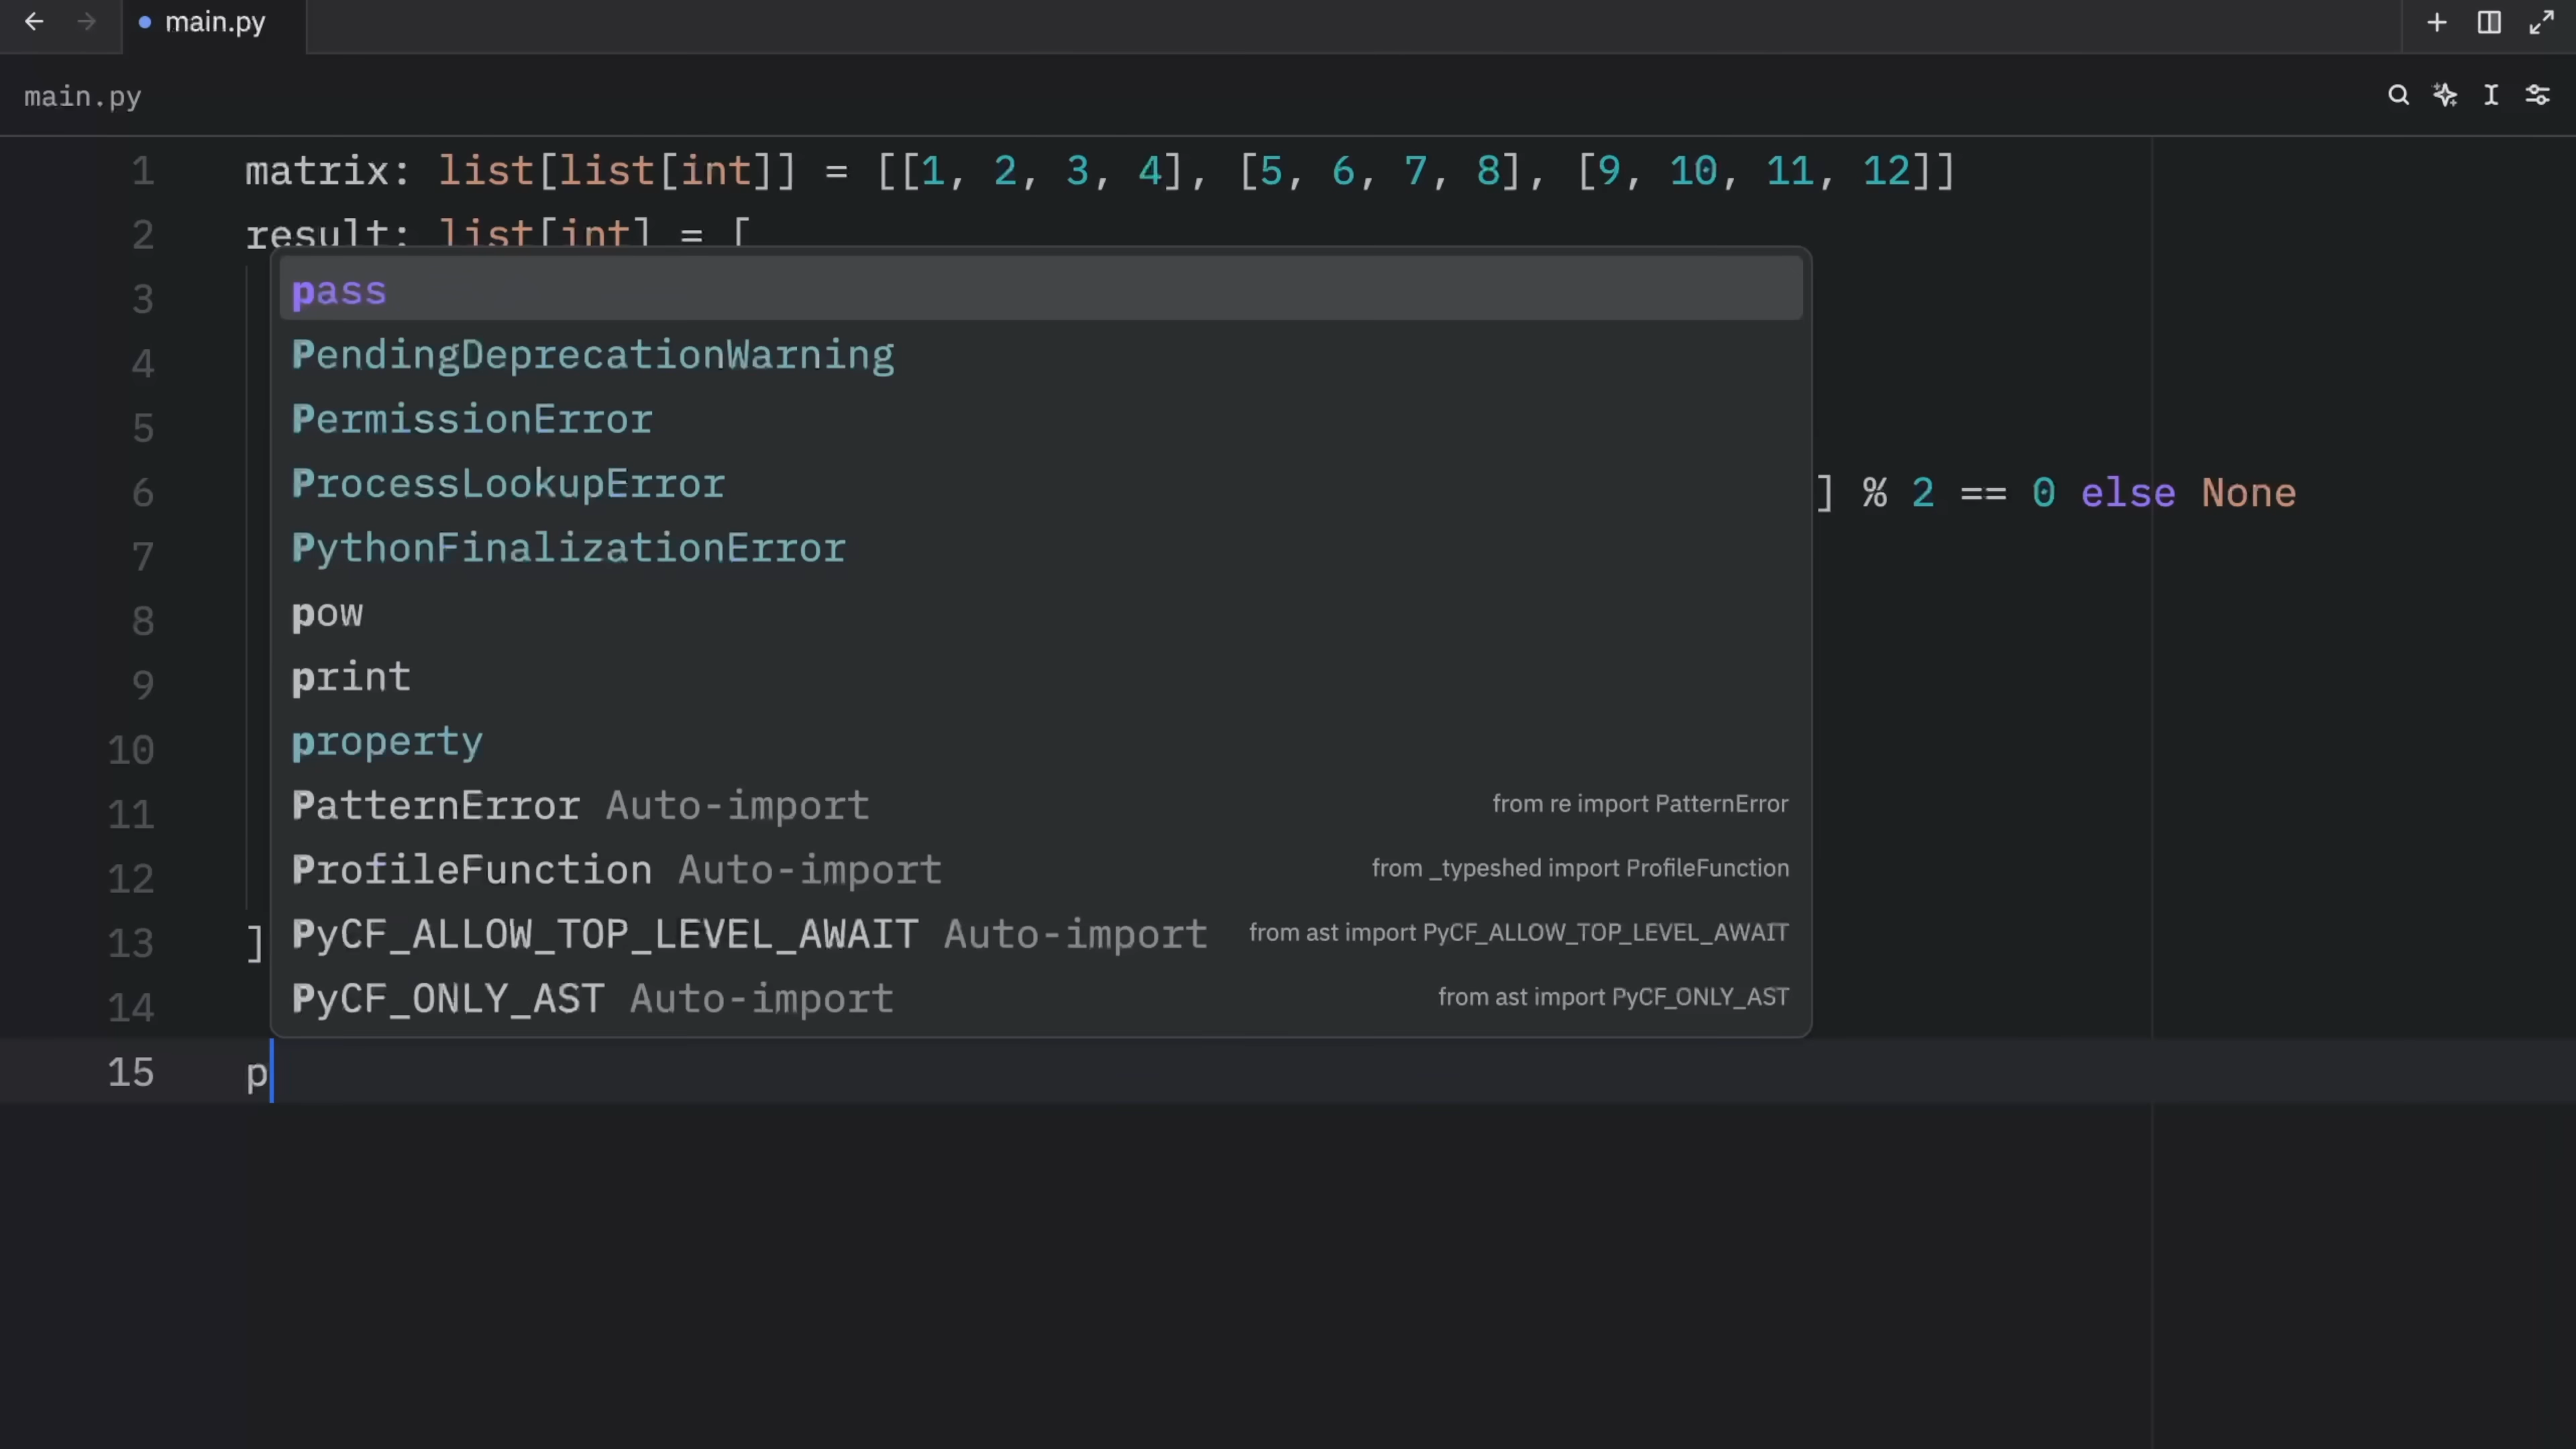 main.py
main.py
1 matrix: list[list[int]] = [[1, 2, 3, 4], [5, 6, 7, 8], [9, 10, 11, 12]]
2 result: list[int] = [
3 pass
4 PendingDeprecationWarning
5 PermissionError
6 ProcessLookupError ] % 2 == 0 else None
7 PythonFinalizationError
8 pow
9 print
10 property
11 PatternError Auto-import from re import PatternError
12 ProfileFunction Auto-import from _typeshed import ProfileFunction
13 ] PyCF_ALLOW_TOP_LEVEL_AWAIT Auto-import from ast import PyCF_ALLOW_TOP_LEVEL_AWAIT
14 PyCF_ONLY_AST Auto-import from ast import PyCF_ONLY_AST
15 p